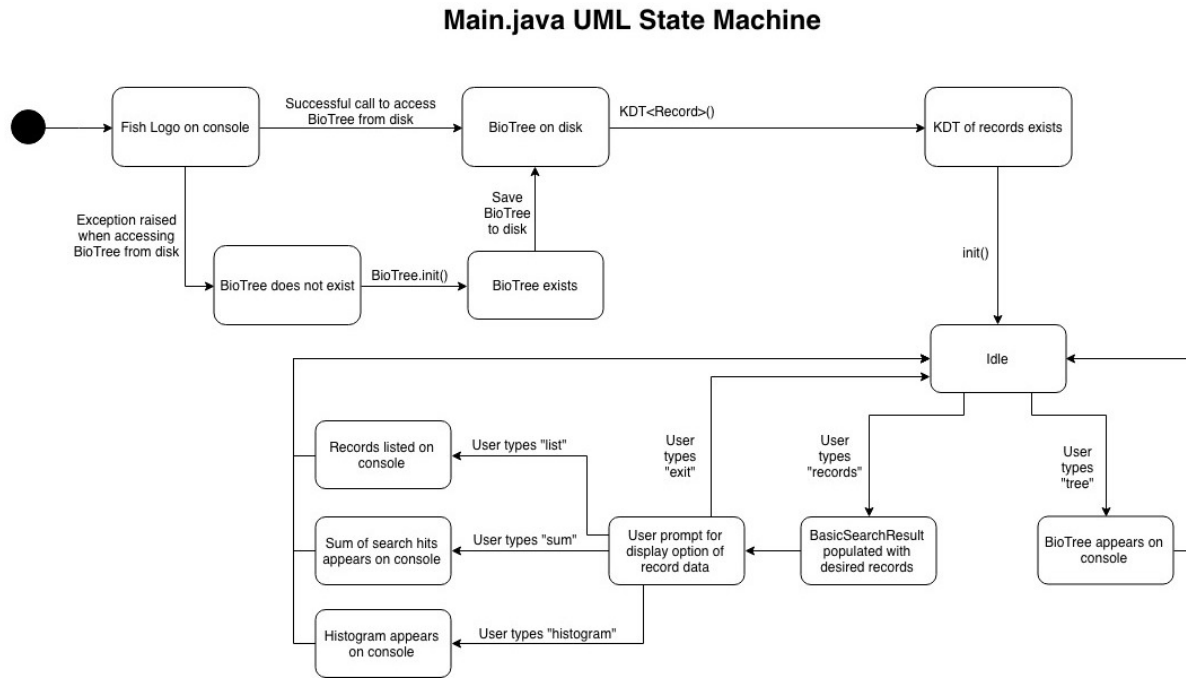 Main.java UML State Machine
Fish Logo on console
Successful call to access
BioTree from disk
BioTree on disk
KDT<Record>()
KDT of records exists
Exception raised
when accessing
BioTree from disk
BioTree does not exist
BioTree.init()
BioTree exists
Save
BioTree
to disk
init()
Idle
Records listed on
console
User types "list"
User
types
"exit"
User
types
"records"
User
types
"tree"
Sum of search hits
appears on console
User types "sum"
User prompt for
display option of
record data
BasicSearchResult
populated with
desired records
BioTree appears on
console
Histogram appears
on console
User types "histogram"